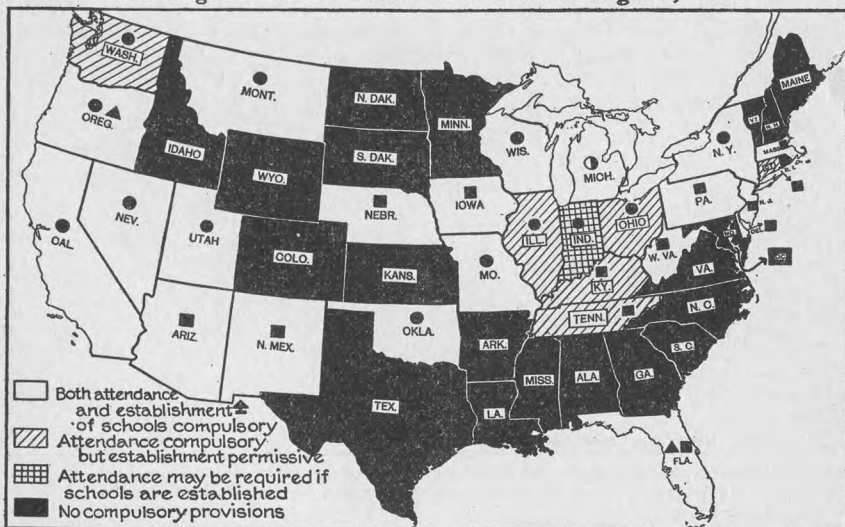 WASH.
MONT.
N. DAK.
MINN.
MAINE
OREG.
IDAHO
S. DAK.
WIS.
MICH.
N. Y.
VT.
N. H.
MASS.
R. I.
WYO.
NEBR.
IOWA
PA.
N. J.
NEV.
UTAH
COLO.
ILL.
IND.
OHIO
W. VA.
MD.
DEL.
CAL.
KANS.
MO.
KY.
VA.
TENN.
N. C.
ARIZ.
N. MEX.
OKLA.
ARK.
S. C.
TEX.
LA.
MISS.
ALA.
GA.
FLA.
Both attendance
and establishment
of schools compulsory
Attendance compulsory
but establishment permissive
Attendance may be required if
schools are established
No compulsory provisions